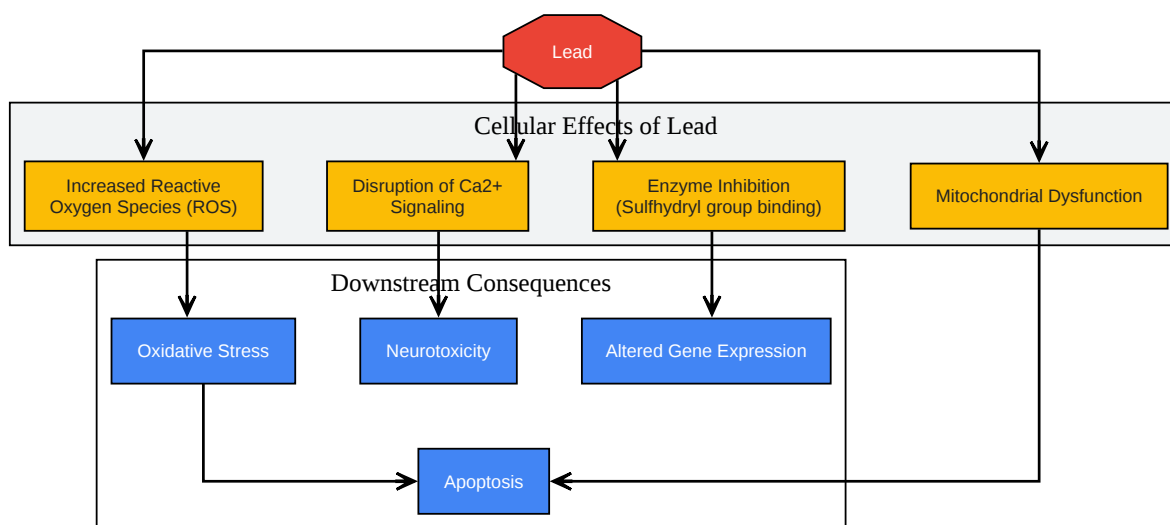 Lead
Cellular Effects of Lead
Increased Reactive
Oxygen Species (ROS)
Disruption of Ca2+
Signaling
Enzyme Inhibition
(Sulfhydryl group binding)
Mitochondrial Dysfunction
Downstream Consequences
Oxidative Stress
Neurotoxicity
Altered Gene Expression
Apoptosis